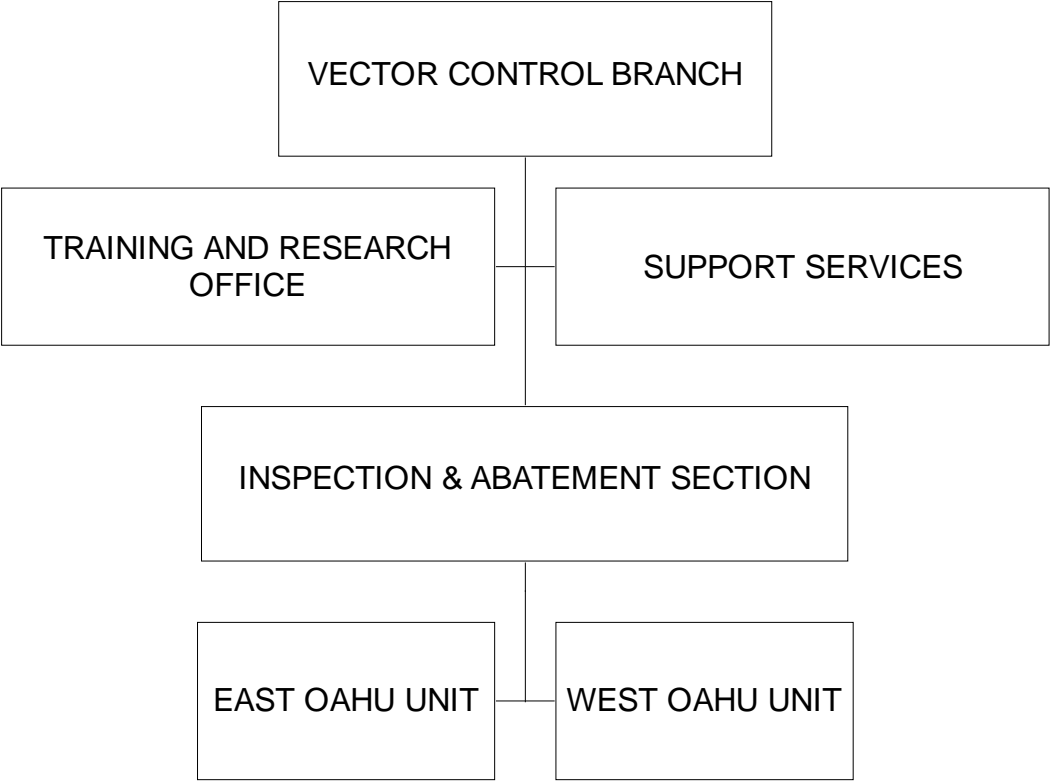 VECTOR CONTROL BRANCH
TRAINING AND RESEARCH
OFFICE
SUPPORT SERVICES
INSPECTION & ABATEMENT SECTION
EAST OAHU UNIT
WEST OAHU UNIT